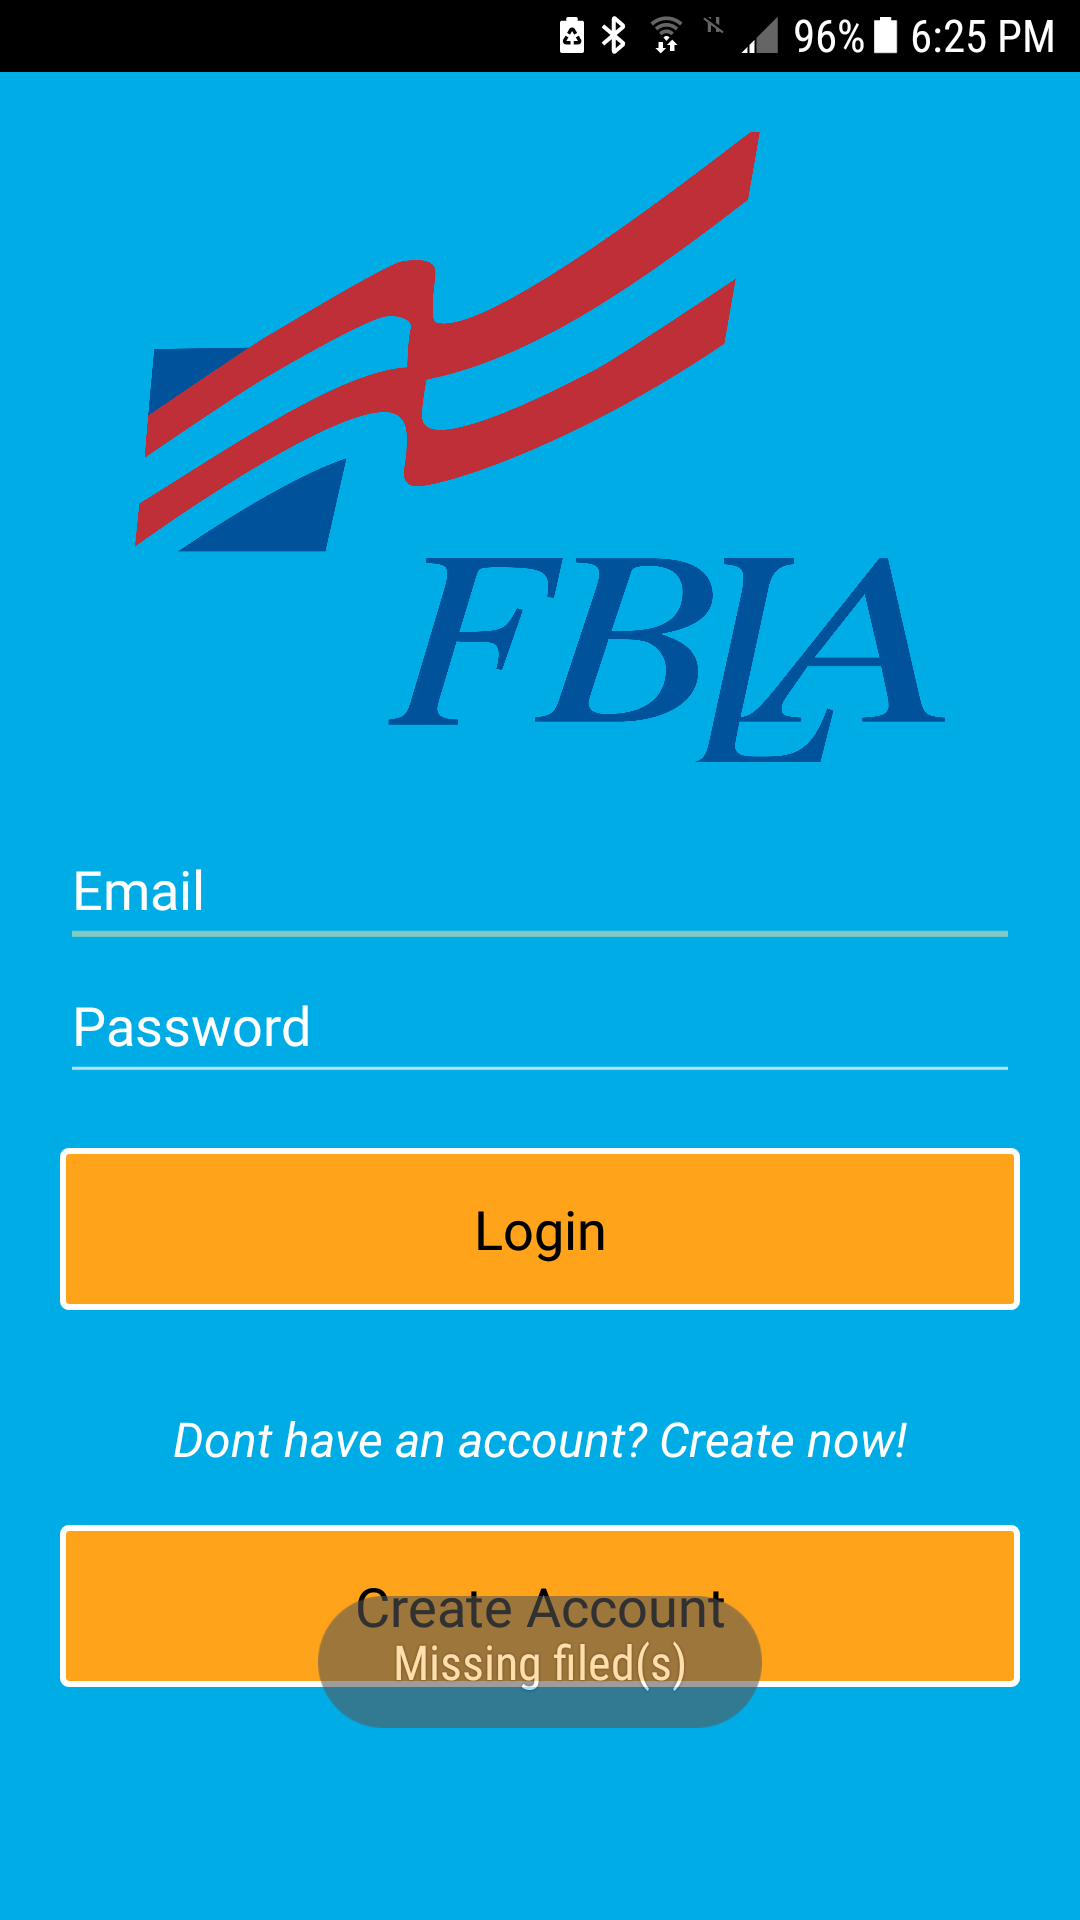 96% 6:25 PM
FBLA
Email
Password
Login
Dont have an account? Create now!
Create Account
Missing filed(s)